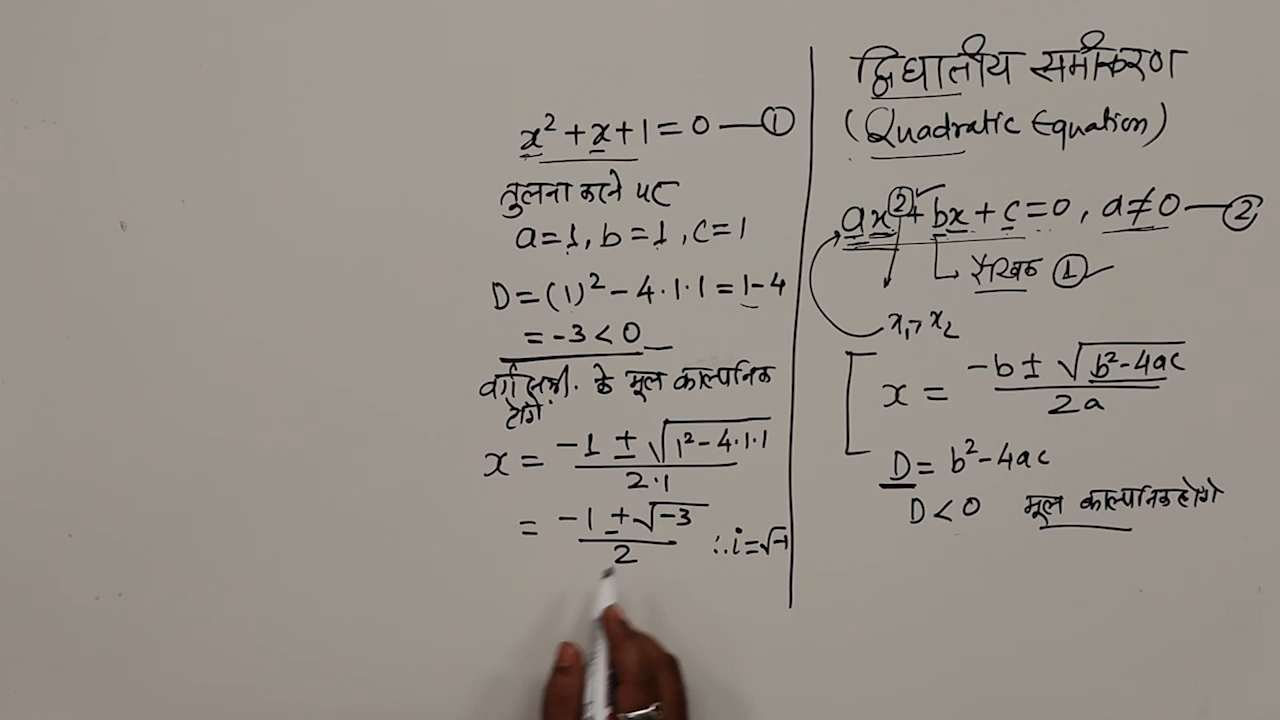 द्विघातीय समीकरण
(Quadratic Equation)
ax²+bx+c=0, a≠0—②
रैखिक ①
x₁, x₂
x = (-b ± √(b²-4ac))/2a
D = b²-4ac
D<0 मूल काल्पनिक होंगे
x²+x+1=0—①
तुलना करने पर
a=1, b=1, c=1
D=(1)²-4·1·1=1-4
=-3<0
वर्ग समी. के मूल काल्पनिक
होंगे
x = (-1 ± √(1²-4·1·1))/2·1
= (-1 ± √-3)/2 ∴i=√-1